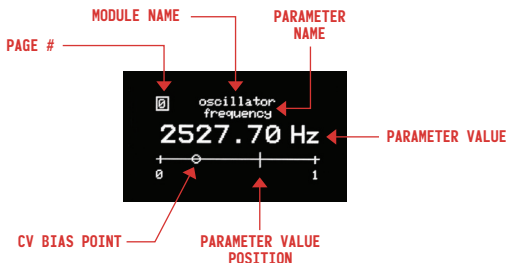 MODULE NAME
PARAMETER
NAME
PAGE #
0
oscillator
frequency
2527.70 Hz
PARAMETER VALUE
0
1
CV BIAS POINT
PARAMETER VALUE
POSITION